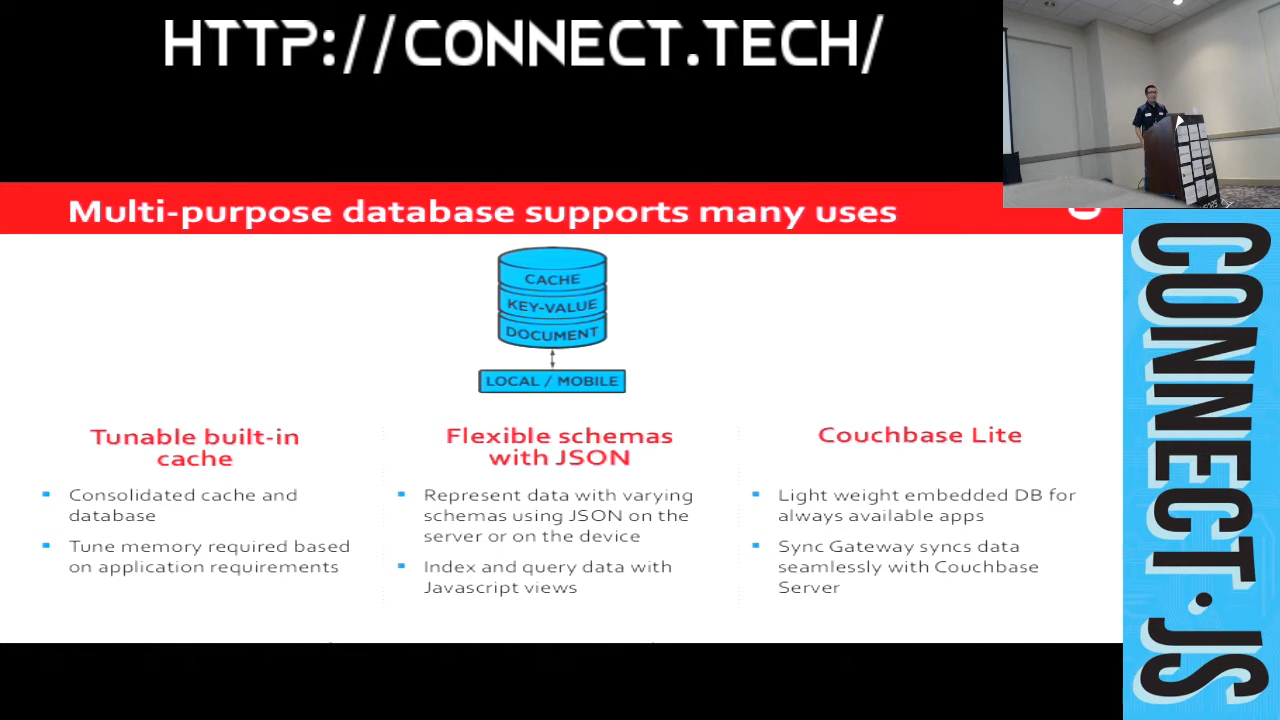 HTTP://CONNECT.TECH/
Multi-purpose database supports many uses
CACHE
KEY-VALUE
DOCUMENT
LOCAL / MOBILE
Tunable built-in
cache
Consolidated cache and
database
Tune memory required based
on application requirements
Flexible schemas
with JSON
Represent data with varying
schemas using JSON on the
server or on the device
Index and query data with
Javascript views
Couchbase Lite
Light weight embedded DB for
always available apps
Sync Gateway syncs data
seamlessly with Couchbase
Server
CONNECT.JS